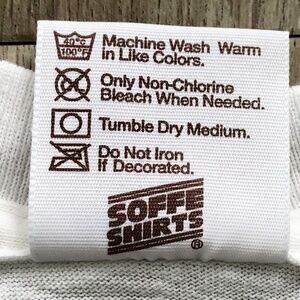 40°C
100°F
Machine Wash Warm
in Like Colors.
Only Non-Chlorine
Bleach When Needed.
Tumble Dry Medium.
Do Not Iron
If Decorated.
SOFFE
SHIRTS
®